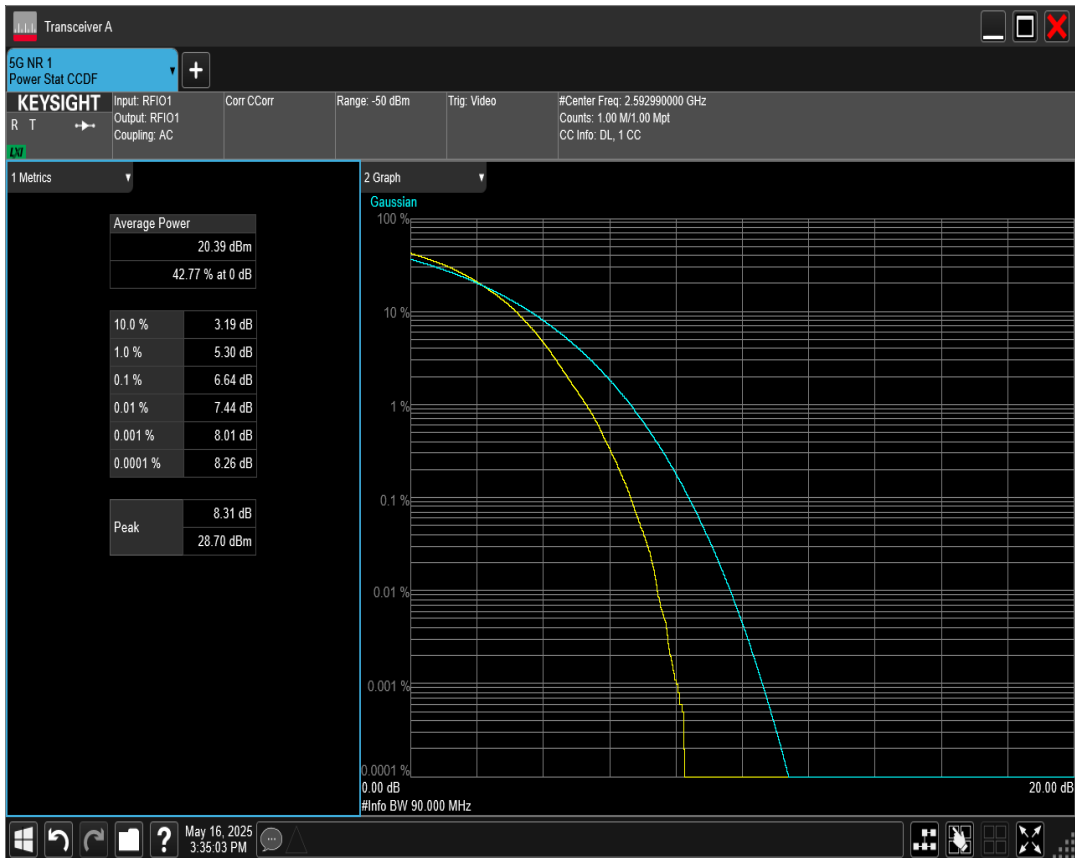 Transceiver A
5G NR 1
Power Stat CCDF
+
KEYSIGHT
R T
LXI
Input: RFIO1
Output: RFIO1
Coupling: AC
Corr CCorr
Range: -50 dBm
Trig: Video
#Center Freq: 2.592990000 GHz
Counts: 1.00 M/1.00 Mpt
CC Info: DL, 1 CC
1 Metrics
Average Power
20.39 dBm
42.77 % at 0 dB
10.0 % 3.19 dB
1.0 % 5.30 dB
0.1 % 6.64 dB
0.01 % 7.44 dB
0.001 % 8.01 dB
0.0001 % 8.26 dB
Peak
8.31 dB
28.70 dBm
2 Graph
Gaussian
100 %
10 %
1 %
0.1 %
0.01 %
0.001 %
0.0001 %
0.00 dB
20.00 dB
#Info BW 90.000 MHz
?
May 16, 2025
3:35:03 PM